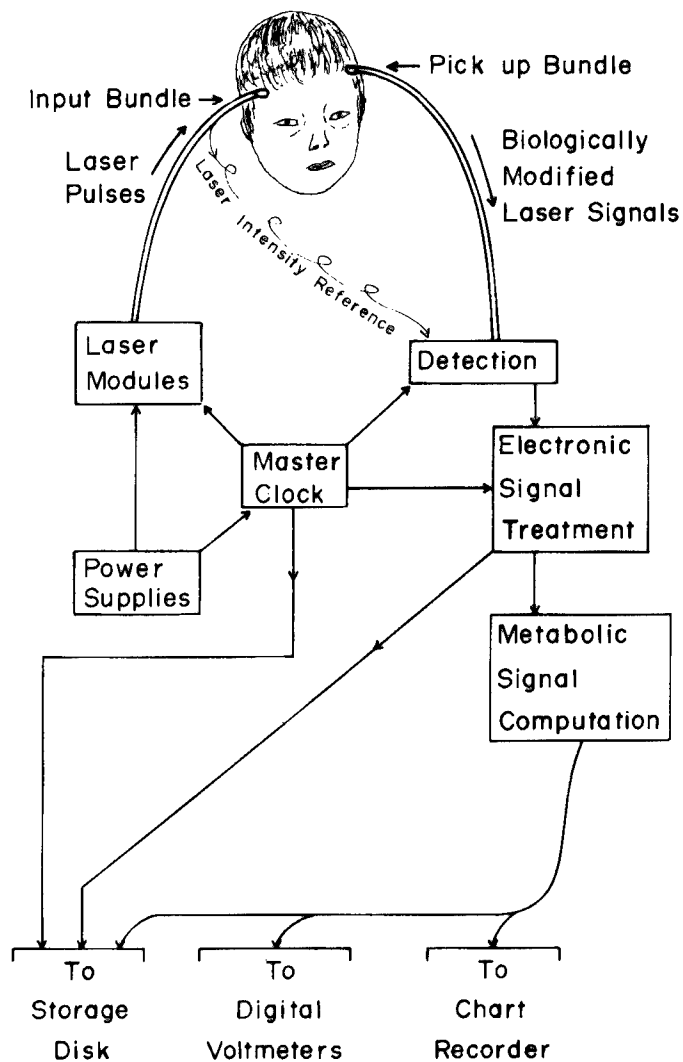 Pick up Bundle
Input Bundle
Laser
Pulses
Biologically
Modified
Laser Signals
Laser Intensity Reference
Laser
Modules
Detection
Master
Clock
Electronic
Signal
Treatment
Power
Supplies
Metabolic
Signal
Computation
To
Storage
Disk
To
Digital
Voltmeters
To
Chart
Recorder